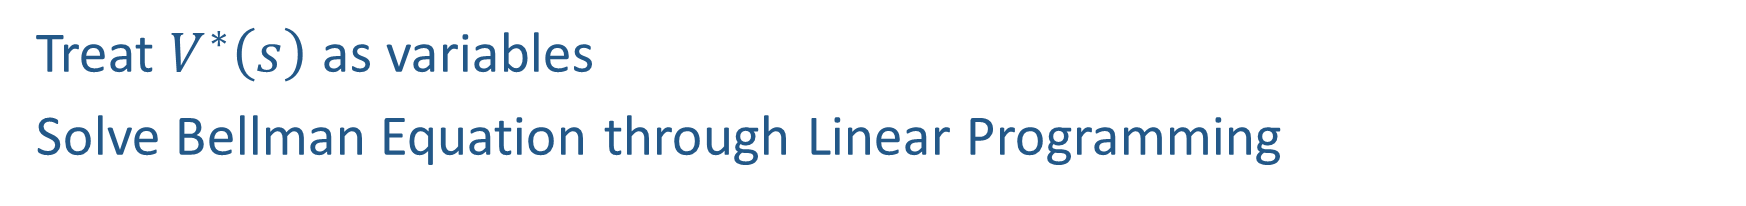 Treat V*(s) as variables
Solve Bellman Equation through Linear Programming